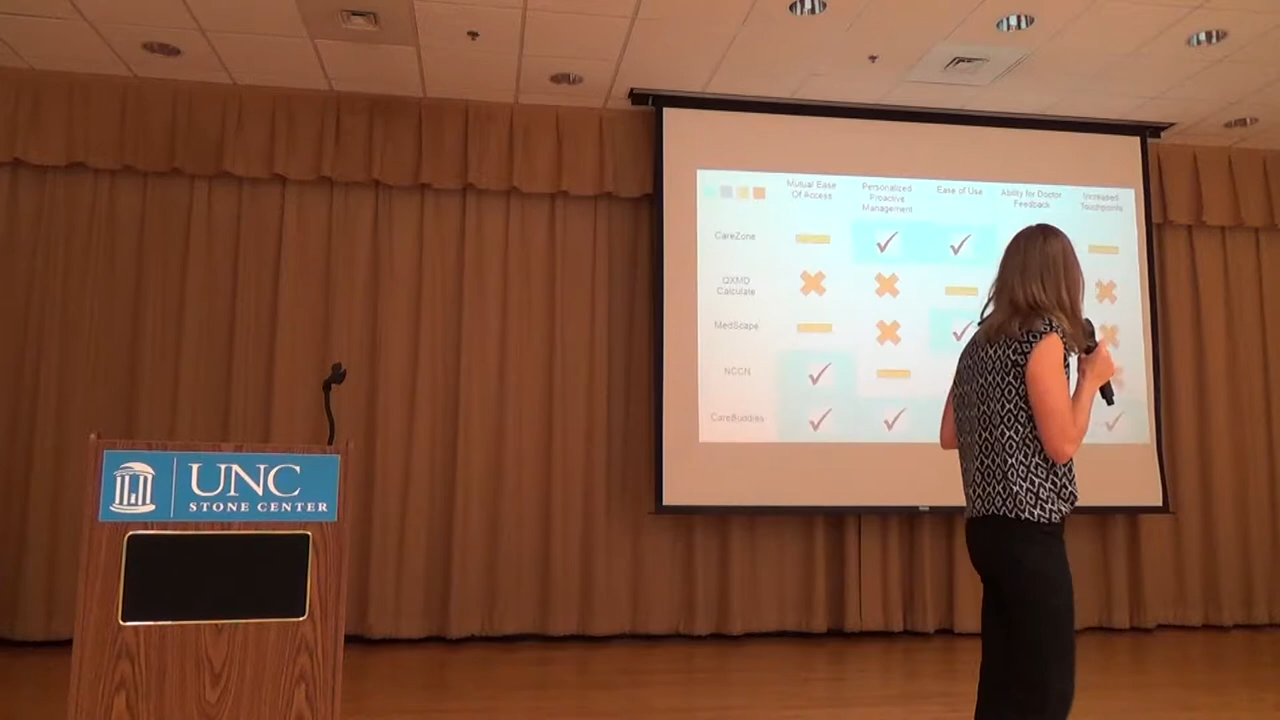 Mutual Ease
Of Access
Personalized
Proactive
Management
Ease of Use
Ability for Doctor
Feedback
Increased
Touchpoints
CareZone
QXMD
Calculate
MedScape
NCCN
CareBuddies
UNC
STONE CENTER